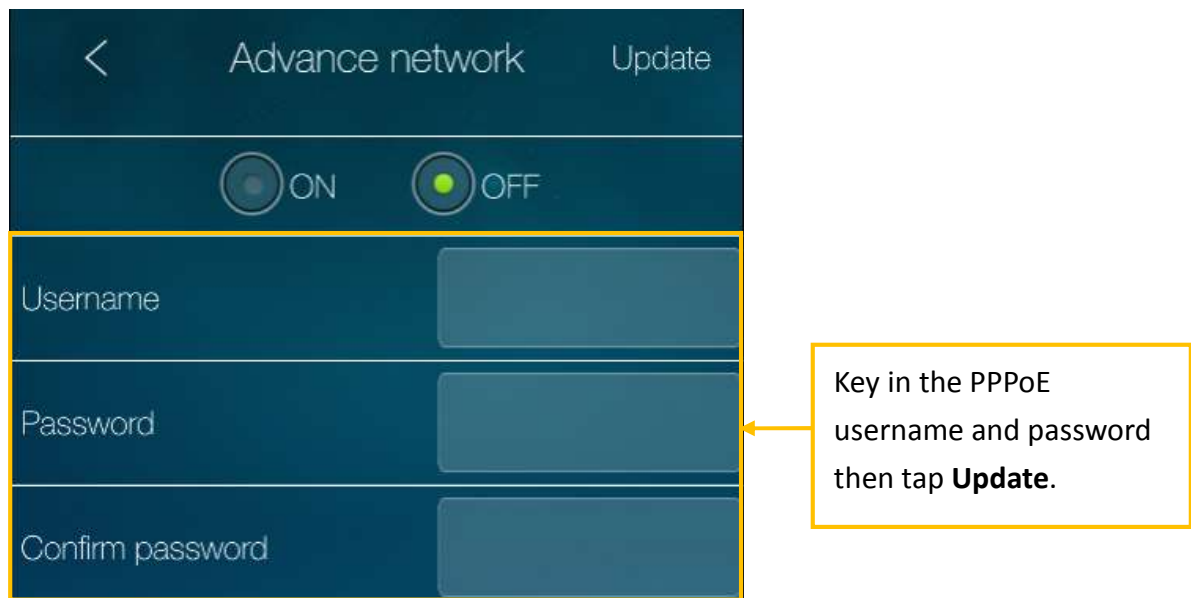 < Advance network Update
ON OFF
Username
Password
Confirm password
Key in the PPPoE
username and password
then tap Update.